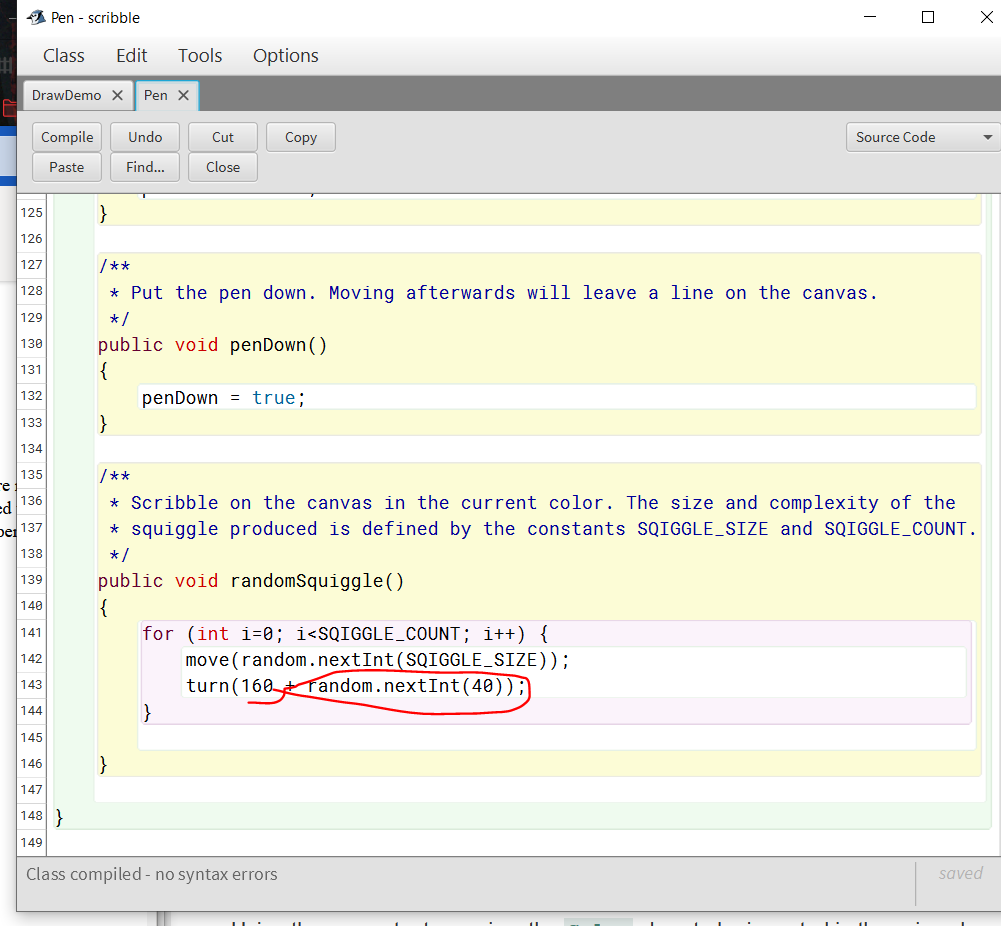 Pen - scribble
Class Edit Tools Options
DrawDemo Pen
Compile Undo Cut Copy Source Code
Paste Find... Close
125 }
126
127 /**
128 * Put the pen down. Moving afterwards will leave a line on the canvas.
129 */
130 public void penDown()
131 {
132 penDown = true;
133 }
134
135 /**
136 * Scribble on the canvas in the current color. The size and complexity of the
137 * squiggle produced is defined by the constants SQIGGLE_SIZE and SQIGGLE_COUNT.
138 */
139 public void randomSquiggle()
140 {
141 for (int i=0; i<SQIGGLE_COUNT; i++) {
142 move(random.nextInt(SQIGGLE_SIZE));
143 turn(160 + random.nextInt(40));
144 }
145
146 }
147
148 }
149
Class compiled - no syntax errors
saved